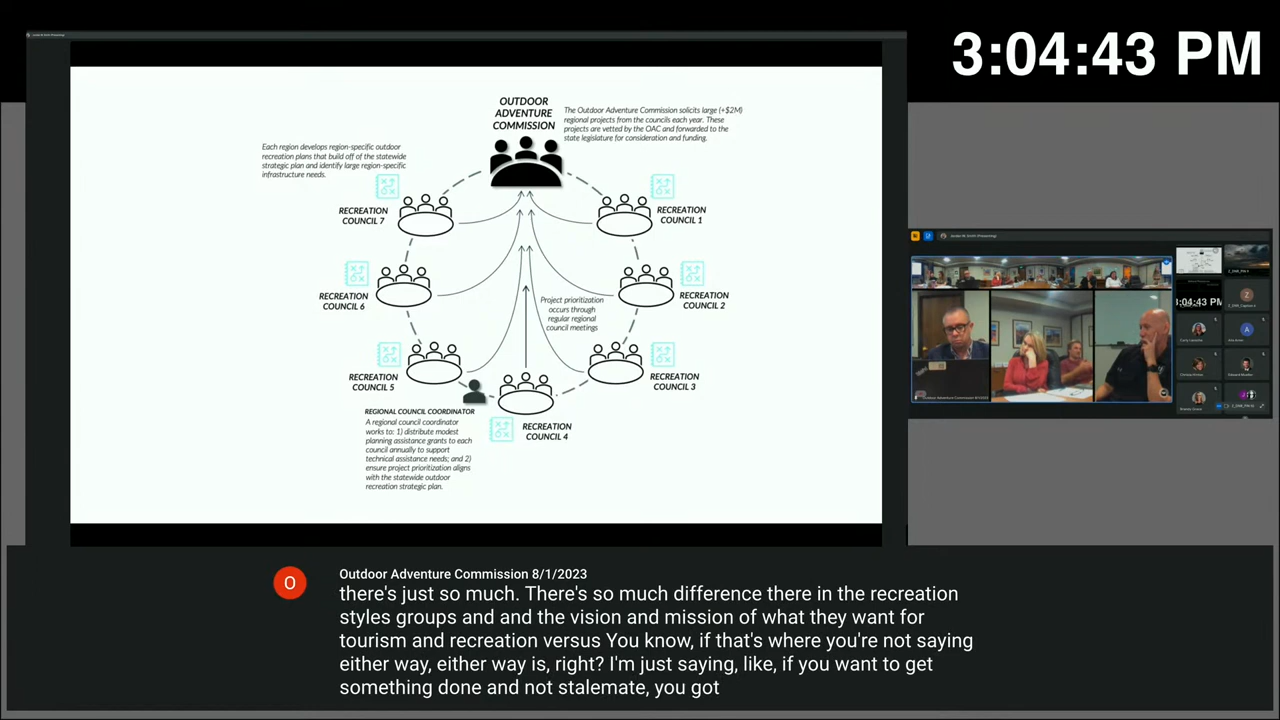 3:04:43 PM
OUTDOOR
ADVENTURE
COMMISSION
The Outdoor Adventure Commission solicits large (+$2M)
regional projects from the councils each year. These
projects are vetted by the OAC and forwarded to the
state legislature for consideration and funding.
Each region develops region-specific outdoor
recreation plans that build off of the statewide
strategic plan and identify large region-specific
infrastructure needs.
RECREATION
COUNCIL 7
RECREATION
COUNCIL 1
RECREATION
COUNCIL 6
RECREATION
COUNCIL 2
Project prioritization
occurs through
regular regional
council meetings
RECREATION
COUNCIL 5
RECREATION
COUNCIL 3
REGIONAL COUNCIL COORDINATOR
A regional council coordinator
works to: 1) distribute modest
planning assistance grants to each
council annually to support
technical assistance needs; and 2)
ensure project prioritization aligns
with the statewide outdoor
recreation strategic plan.
RECREATION
COUNCIL 4
3:04:43 PM
O
Outdoor Adventure Commission 8/1/2023
there's just so much. There's so much difference there in the recreation
styles groups and and the vision and mission of what they want for
tourism and recreation versus You know, if that's where you're not saying
either way, either way is, right? I'm just saying, like, if you want to get
something done and not stalemate, you got